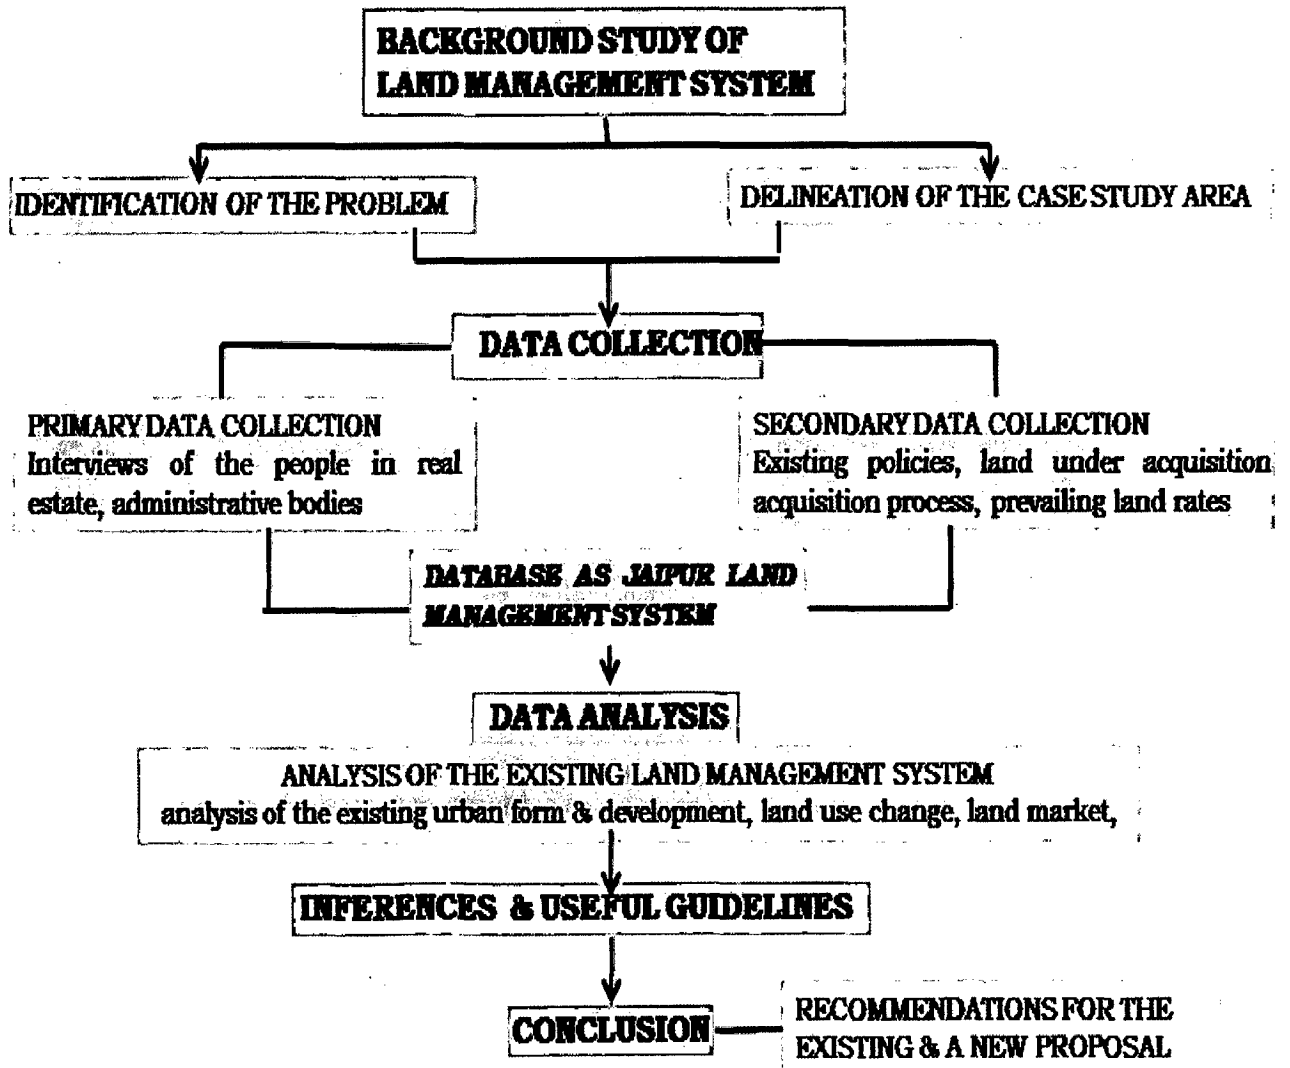 BACKGROUND STUDY OF
LAND MANAGEMENT SYSTEM
IDENTIFICATION OF THE PROBLEM
DELINEATION OF THE CASE STUDY AREA
DATA COLLECTION
PRIMARY DATA COLLECTION
Interviews of the people in real
estate, administrative bodies
SECONDARY DATA COLLECTION
Existing policies, land under acquisition
acquisition process, prevailing land rates
DATABASE AS JAIPUR LAND
MANAGEMENT SYSTEM
DATA ANALYSIS
ANALYSIS OF THE EXISTING LAND MANAGEMENT SYSTEM
analysis of the existing urban form & development, land use change, land market,
INFERENCES & USEFUL GUIDELINES
CONCLUSION
RECOMMENDATIONS FOR THE
EXISTING & A NEW PROPOSAL